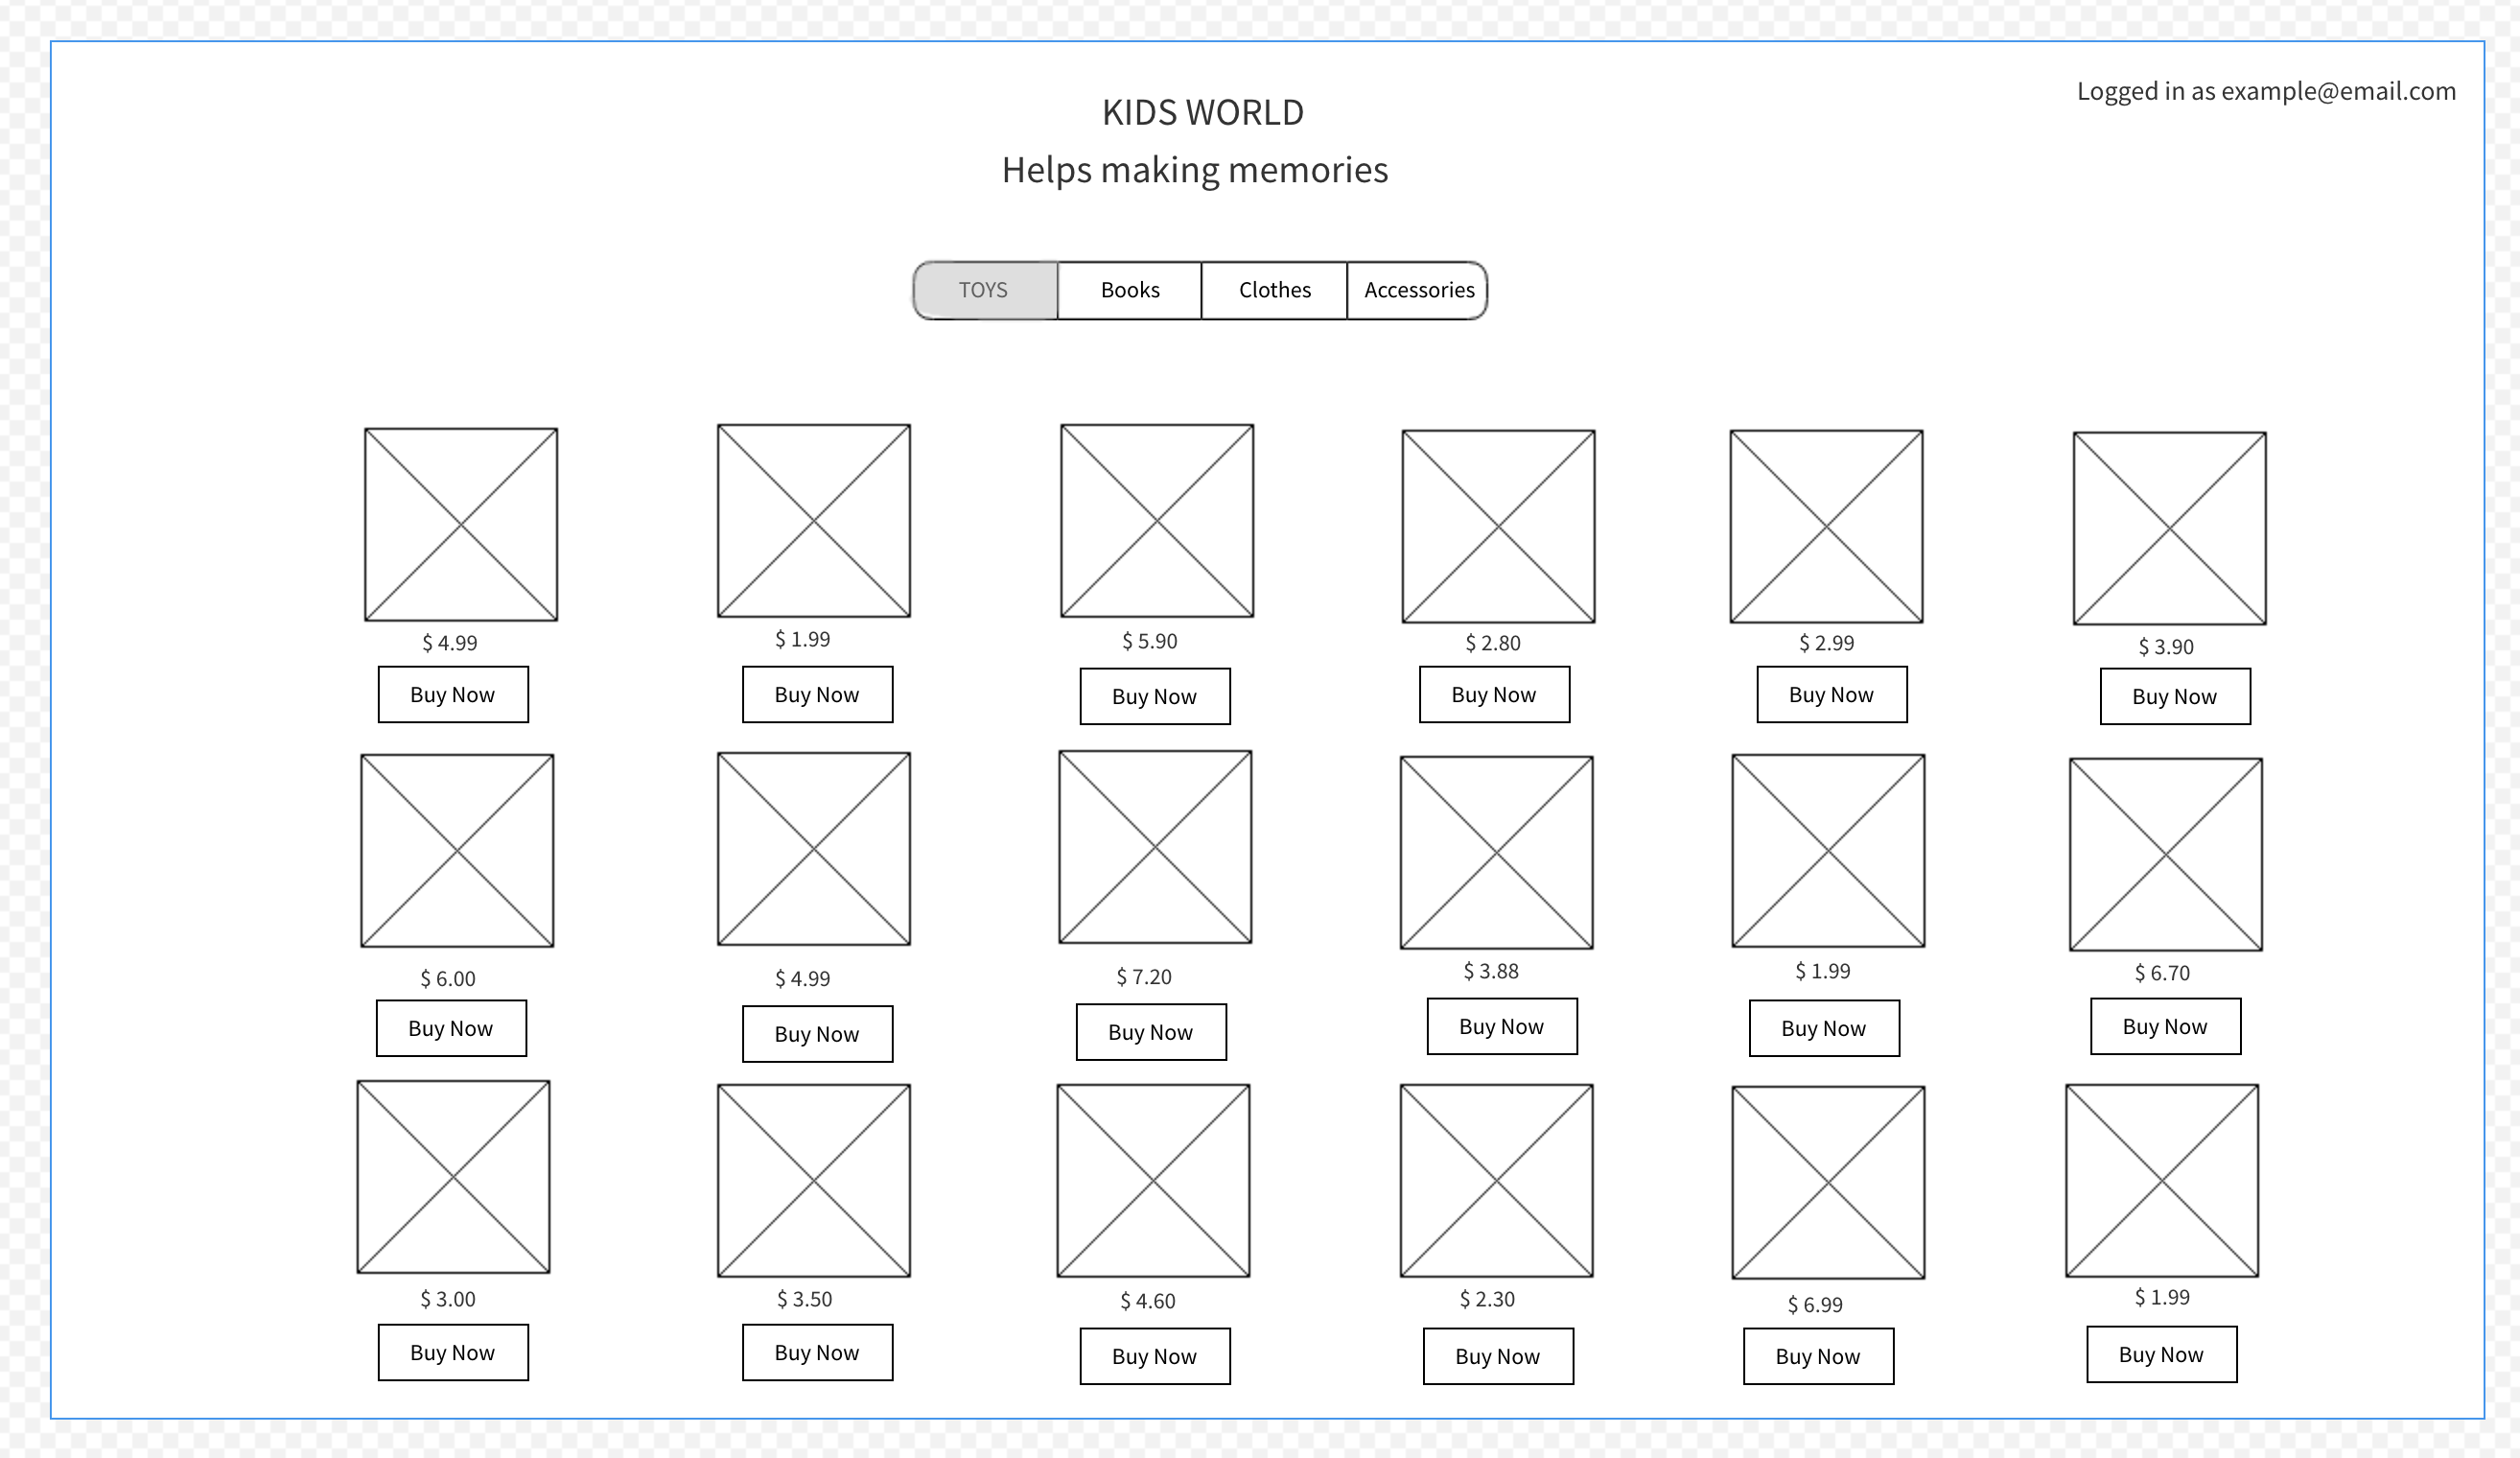 Logged in as example@email.com
KIDS WORLD
Helps making memories
TOYS Books Clothes Accessories
$ 4.99 $ 1.99 $ 5.90 $ 2.80 $ 2.99 $ 3.90
Buy Now Buy Now Buy Now Buy Now Buy Now Buy Now
$ 6.00 $ 4.99 $ 7.20 $ 3.88 $ 1.99 $ 6.70
Buy Now Buy Now Buy Now Buy Now Buy Now Buy Now
$ 3.00 $ 3.50 $ 4.60 $ 2.30 $ 6.99 $ 1.99
Buy Now Buy Now Buy Now Buy Now Buy Now Buy Now